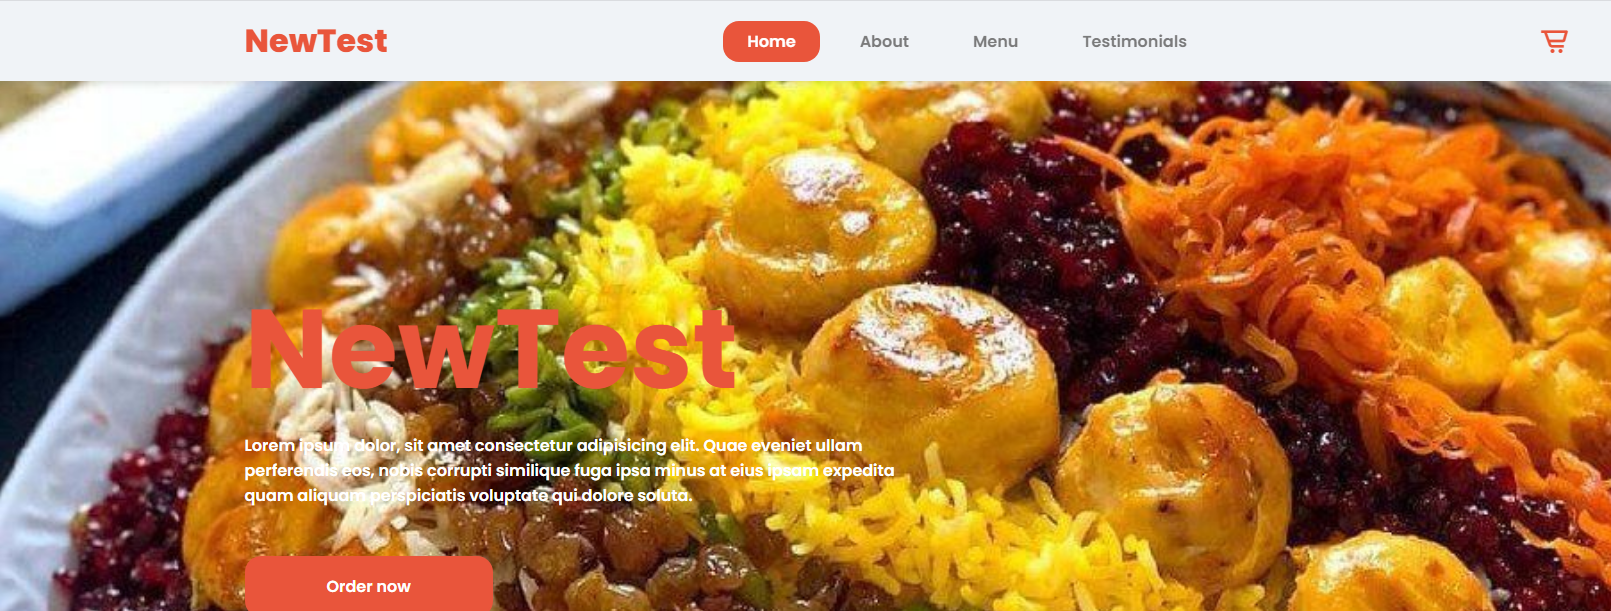 NewTest
Home
About
Menu
Testimonials
NewTest
Lorem ipsum dolor, sit amet consectetur adipisicing elit. Quae eveniet ullam
perferendis eos, nobis corrupti similique fuga ipsa minus at eius ipsam expedita
quam aliquam perspiciatis voluptate qui dolore soluta.
Order now